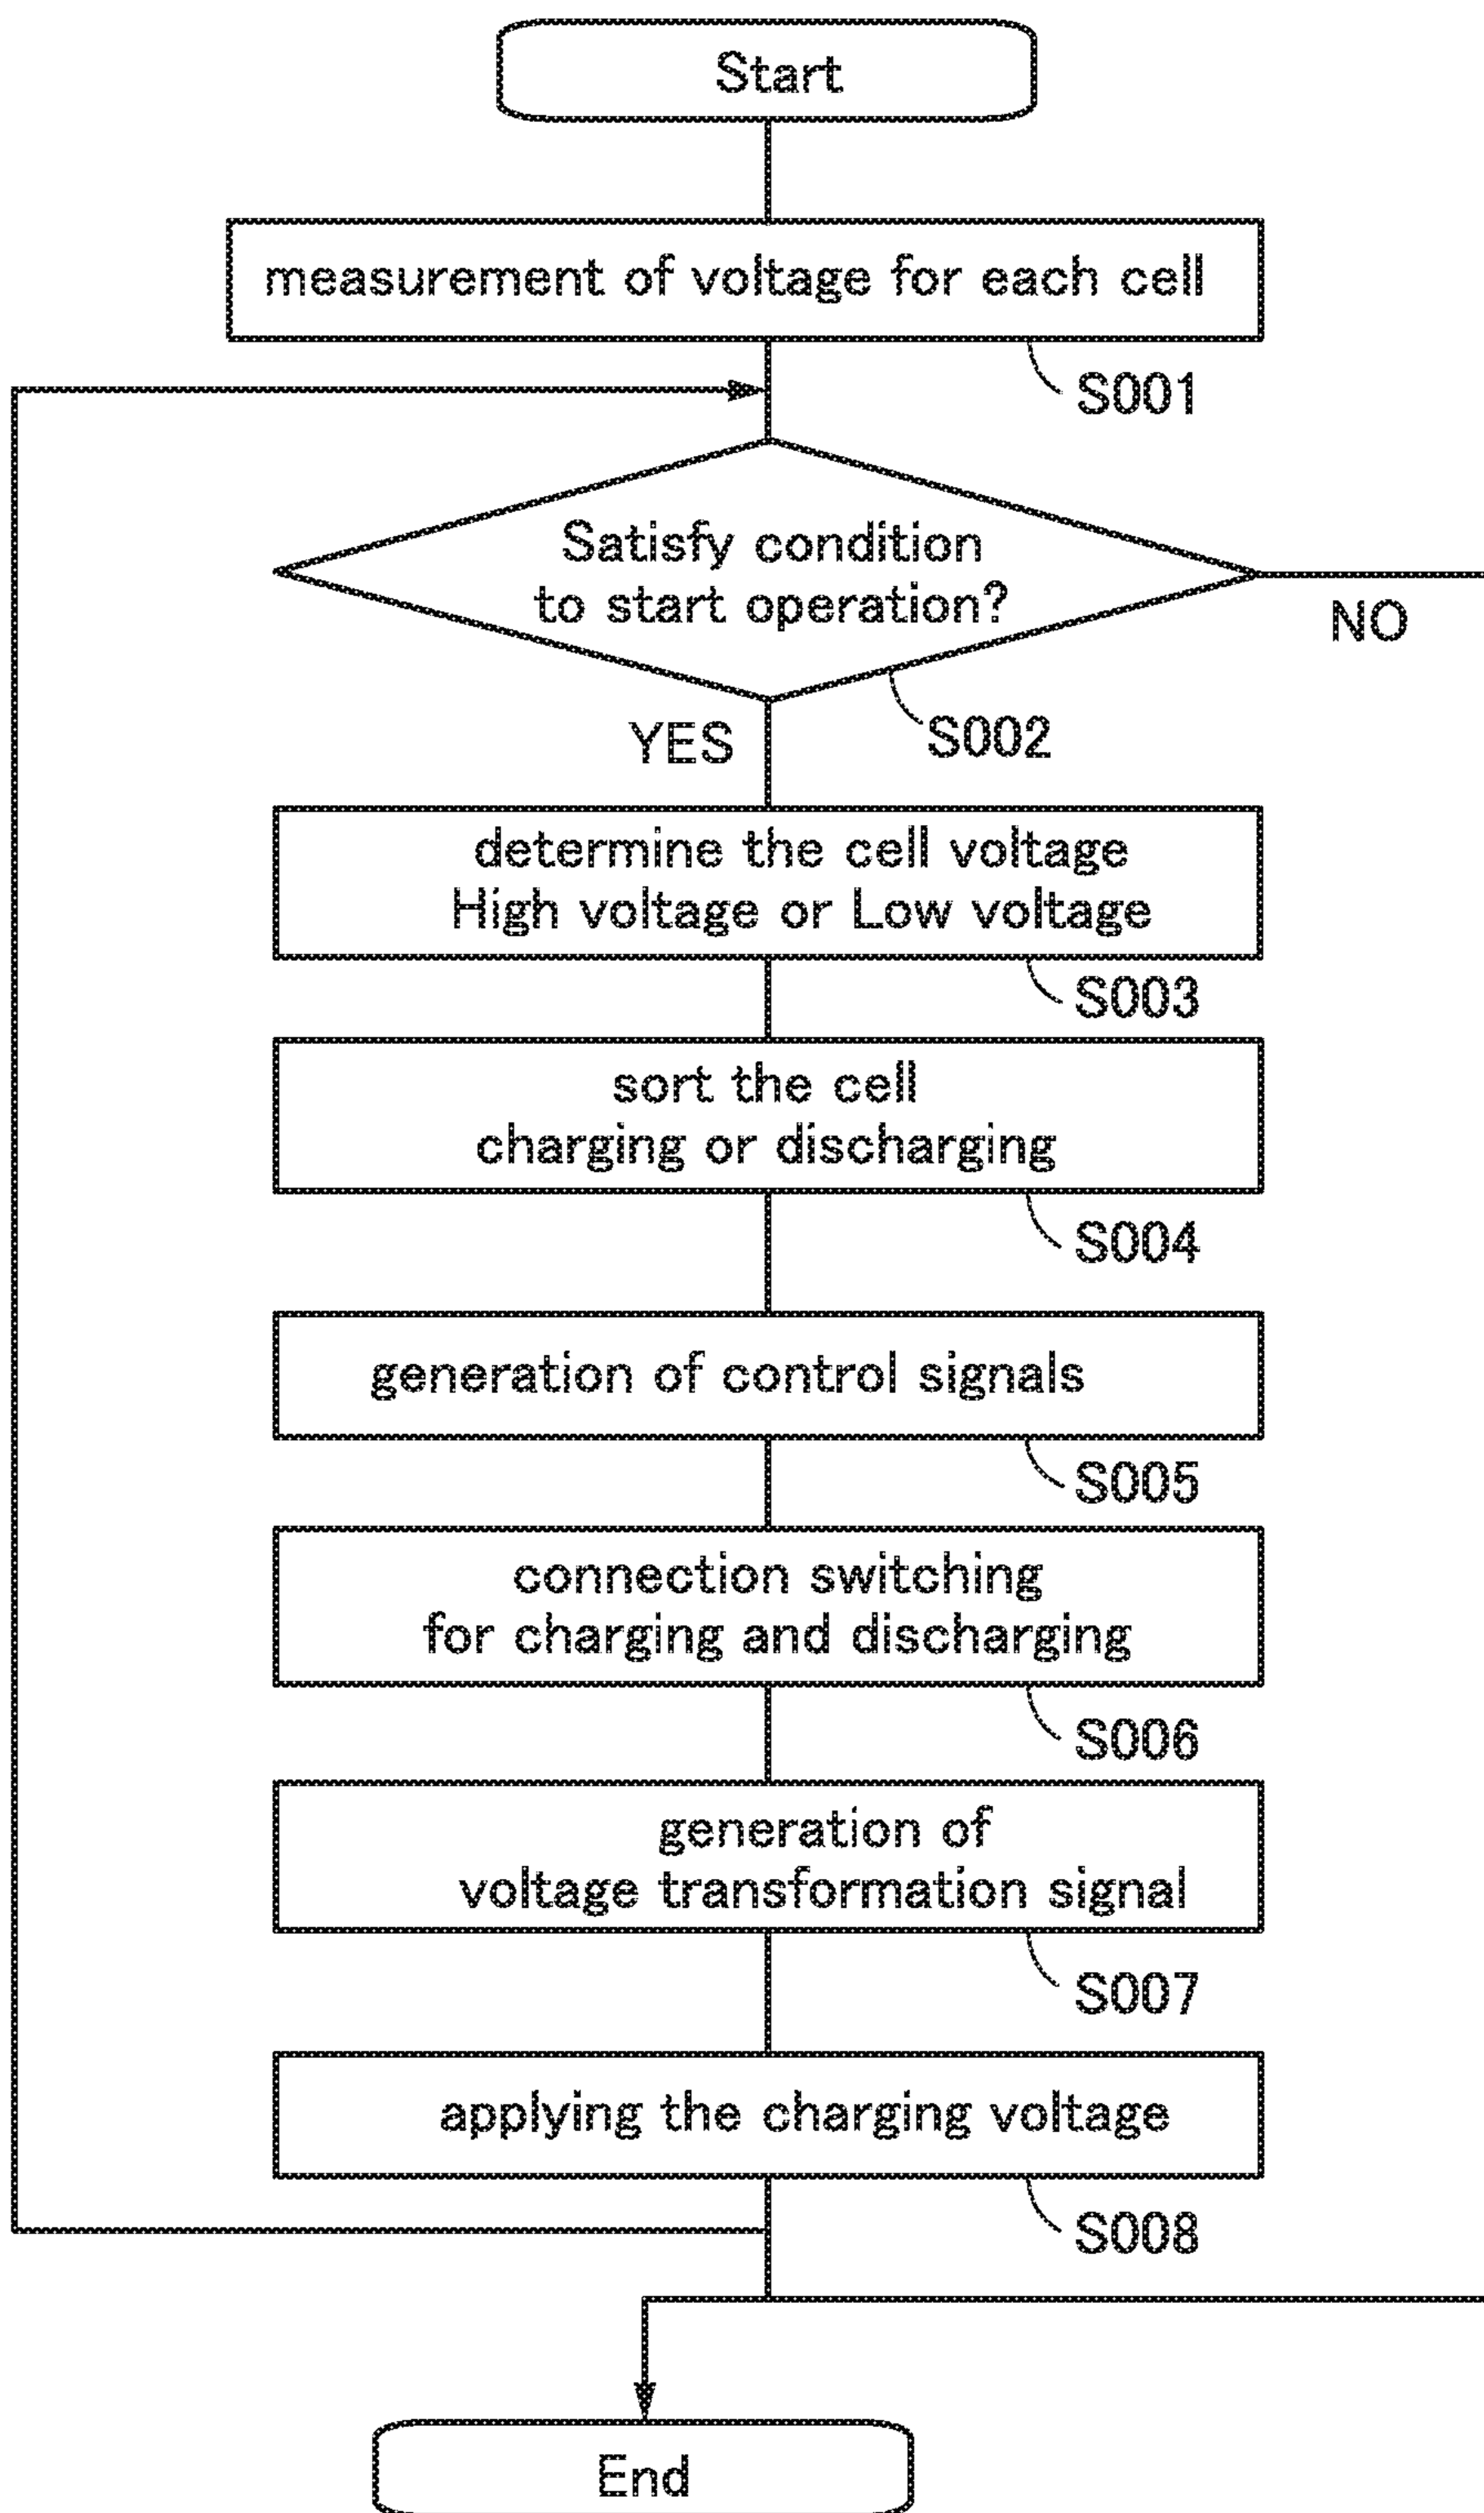 Start
measurement of voltage for each cell
S001
Satisfy condition
to start operation?
NO
YES
S002
determine the cell voltage
High voltage or Low voltage
S003
sort the cell
charging or discharging
S004
generation of control signals
S005
connection switching
for charging and discharging
S006
generation of
voltage transformation signal
S007
applying the charging voltage
S008
End